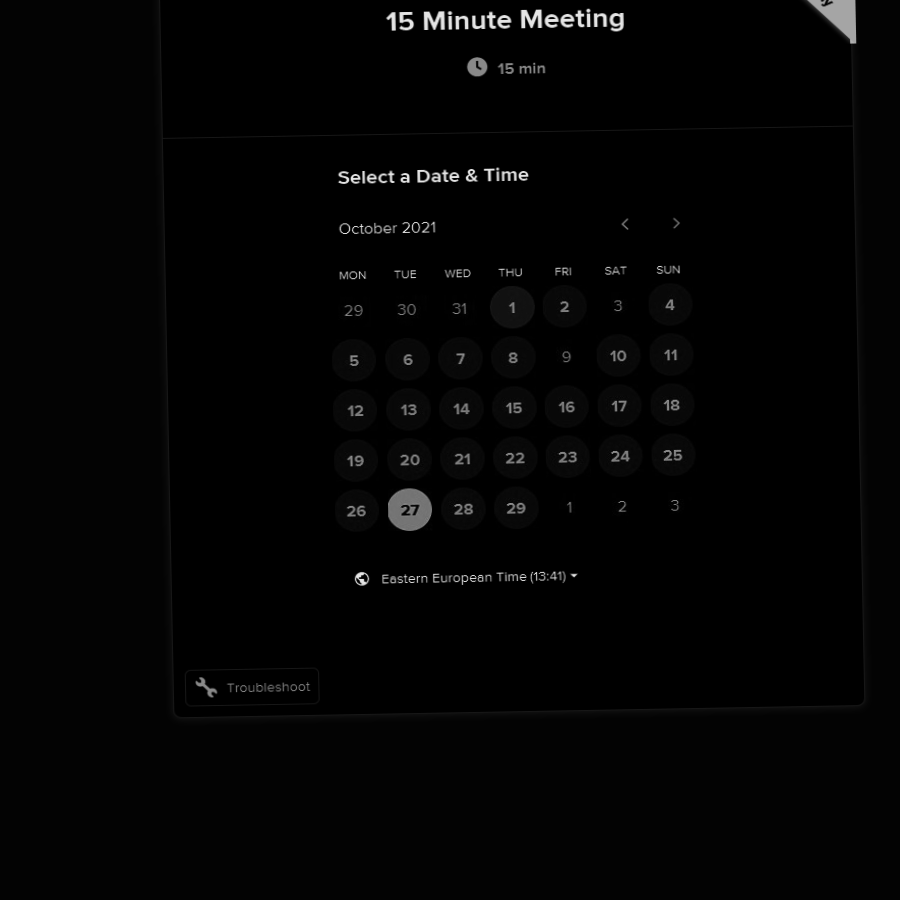 15 Minute Meeting
15 min
Select a Date & Time
October 2021
MON TUE WED THU FRI SAT SUN
29 30 31 1 2 3 4
5 6 7 8 9 10 11
12 13 14 15 16 17 18
19 20 21 22 23 24 25
26 27 28 29 1 2 3
Eastern European Time (13:41)
Troubleshoot